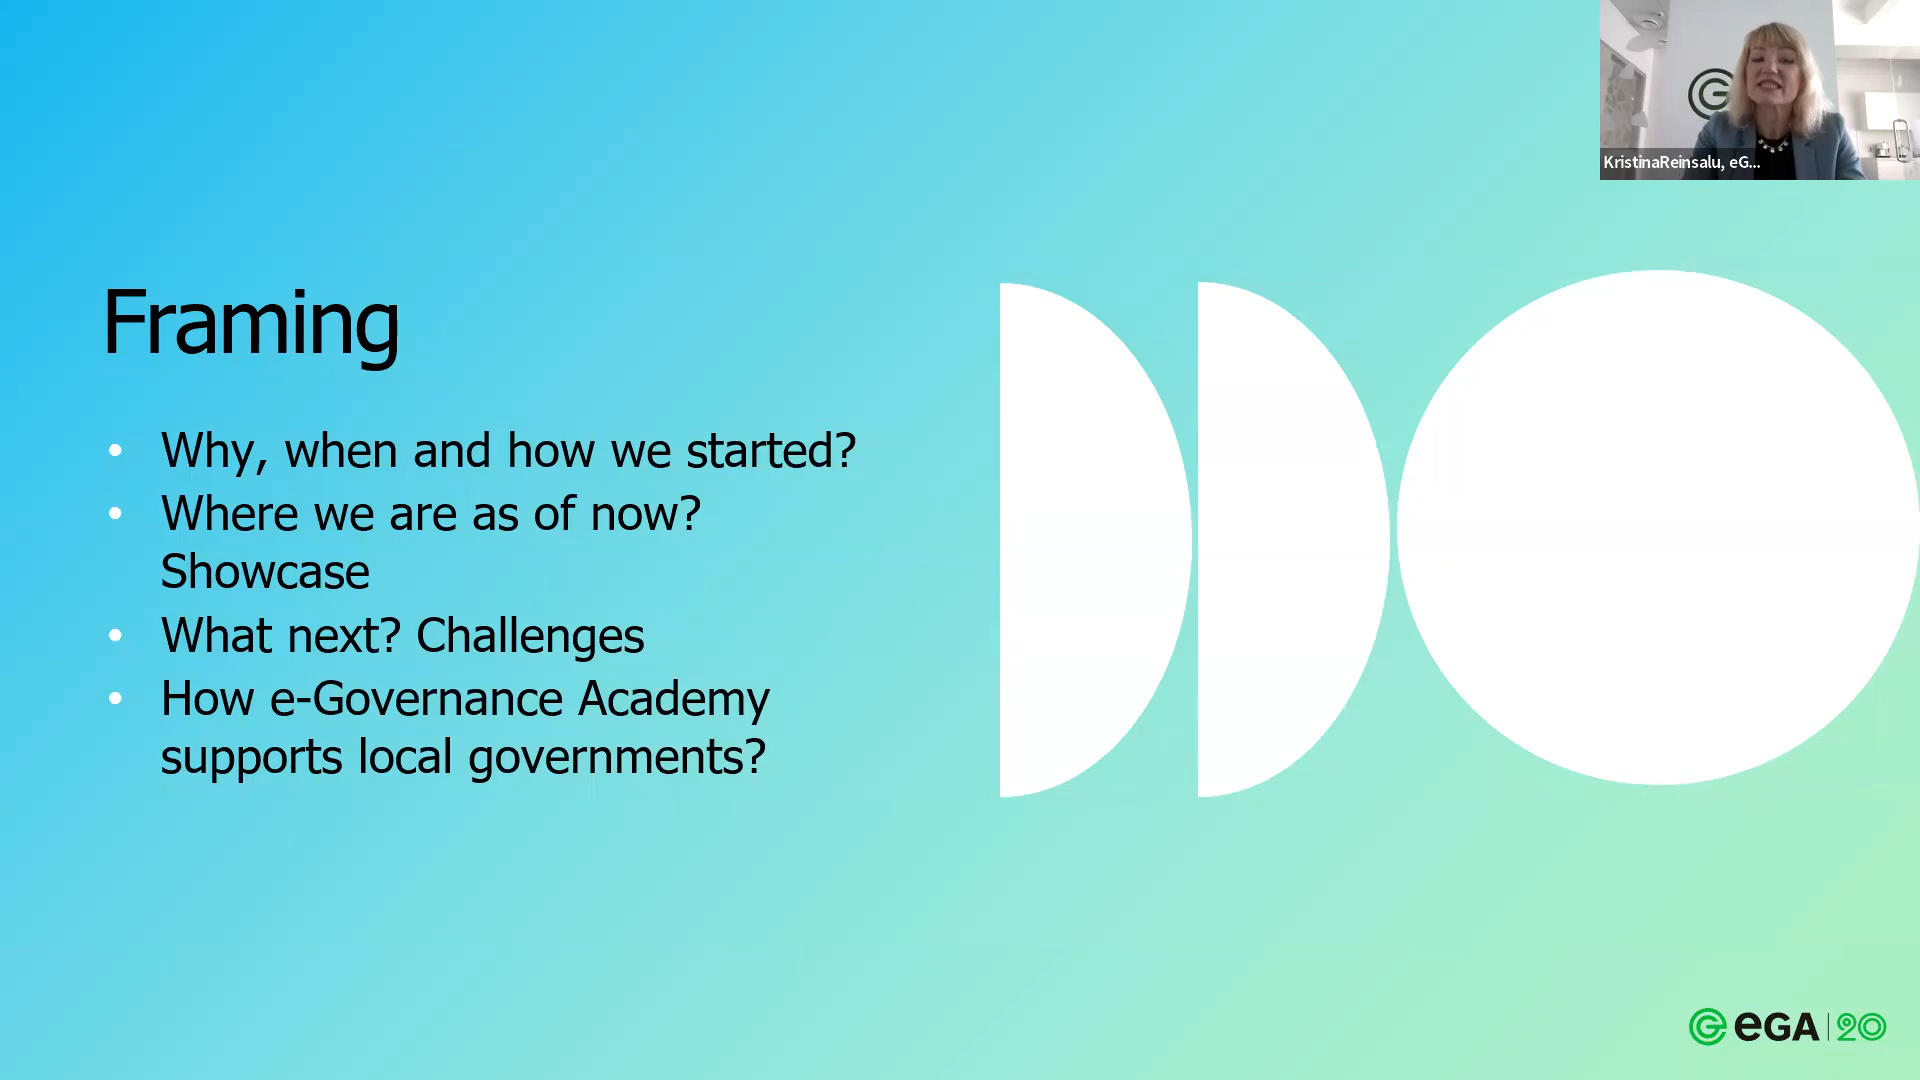 KristinaReinsalu, eG...
Framing
• Why, when and how we started?
• Where we are as of now?
Showcase
• What next? Challenges
• How e-Governance Academy
supports local governments?
eGA | 20